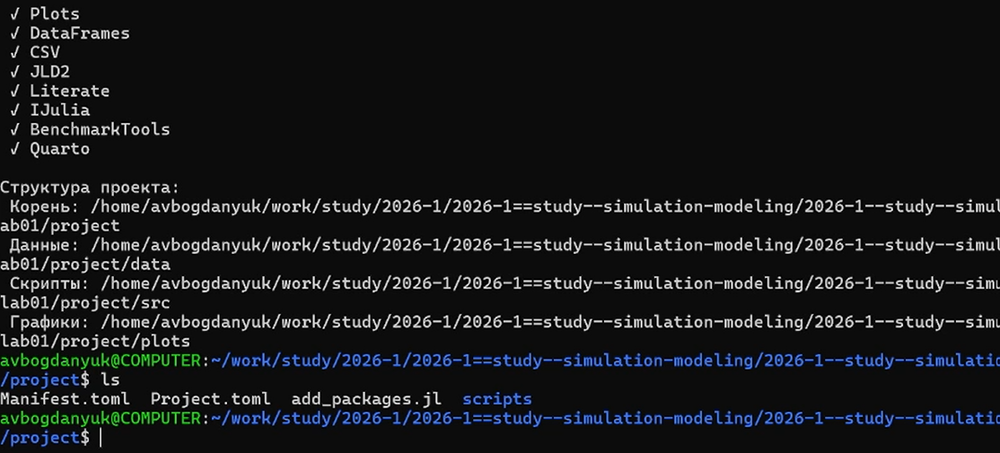 ✓ Plots
✓ DataFrames
✓ CSV
✓ JLD2
✓ Literate
✓ IJulia
✓ BenchmarkTools
✓ Quarto
Структура проекта:
Корень: /home/avbogdanyuk/work/study/2026-1/2026-1==study--simulation-modeling/2026-1--study--simul
ab01/project
Данные: /home/avbogdanyuk/work/study/2026-1/2026-1==study--simulation-modeling/2026-1--study--simul
ab01/project/data
Скрипты: /home/avbogdanyuk/work/study/2026-1/2026-1==study--simulation-modeling/2026-1--study--simu
lab01/project/src
Графики: /home/avbogdanyuk/work/study/2026-1/2026-1==study--simulation-modeling/2026-1--study--simu
lab01/project/plots
avbogdanyuk@COMPUTER:~/work/study/2026-1/2026-1==study--simulation-modeling/2026-1--study--simulatio
/project$ ls
Manifest.toml Project.toml add_packages.jl scripts
avbogdanyuk@COMPUTER:~/work/study/2026-1/2026-1==study--simulation-modeling/2026-1--study--simulatio
/project$